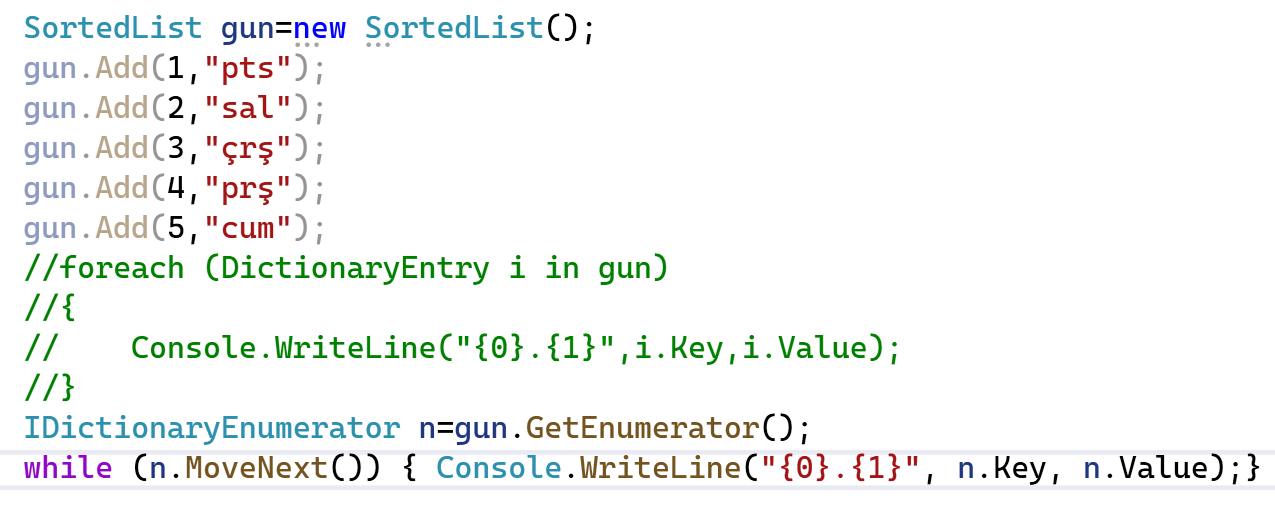 SortedList gun=new SortedList();
gun.Add(1,"pts");
gun.Add(2,"sal");
gun.Add(3,"çrş");
gun.Add(4,"prş");
gun.Add(5,"cum");
//foreach (DictionaryEntry i in gun)
//{
//    Console.WriteLine("{0}.{1}",i.Key,i.Value);
//}
IDictionaryEnumerator n=gun.GetEnumerator();
while (n.MoveNext()) { Console.WriteLine("{0}.{1}", n.Key, n.Value);}